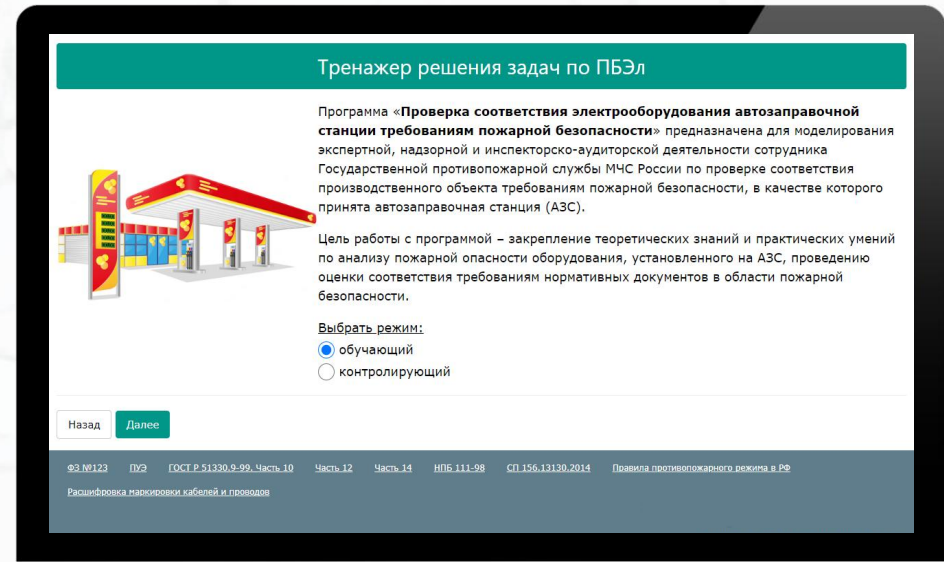 Тренажер решения задач по ПБЭл
Программа «Проверка соответствия электрооборудования автозаправочной
станции требованиям пожарной безопасности» предназначена для моделирования
экспертной, надзорной и инспекторско-аудиторской деятельности сотрудника
Государственной противопожарной службы МЧС России по проверке соответствия
производственного объекта требованиям пожарной безопасности, в качестве которого
принята автозаправочная станция (АЗС).
Цель работы с программой – закрепление теоретических знаний и практических умений
по анализу пожарной опасности оборудования, установленного на АЗС, проведению
оценки соответствия требованиям нормативных документов в области пожарной
безопасности.
Выбрать режим:
обучающий
контролирующий
Назад Далее
ФЗ №123 ПУЭ ГОСТ Р 51330.9-99. Часть 10 Часть 12 Часть 14 НПБ 111-98 СП 156.13130.2014 Правила противопожарного режима в РФ
Расшифровка маркировки кабелей и проводов